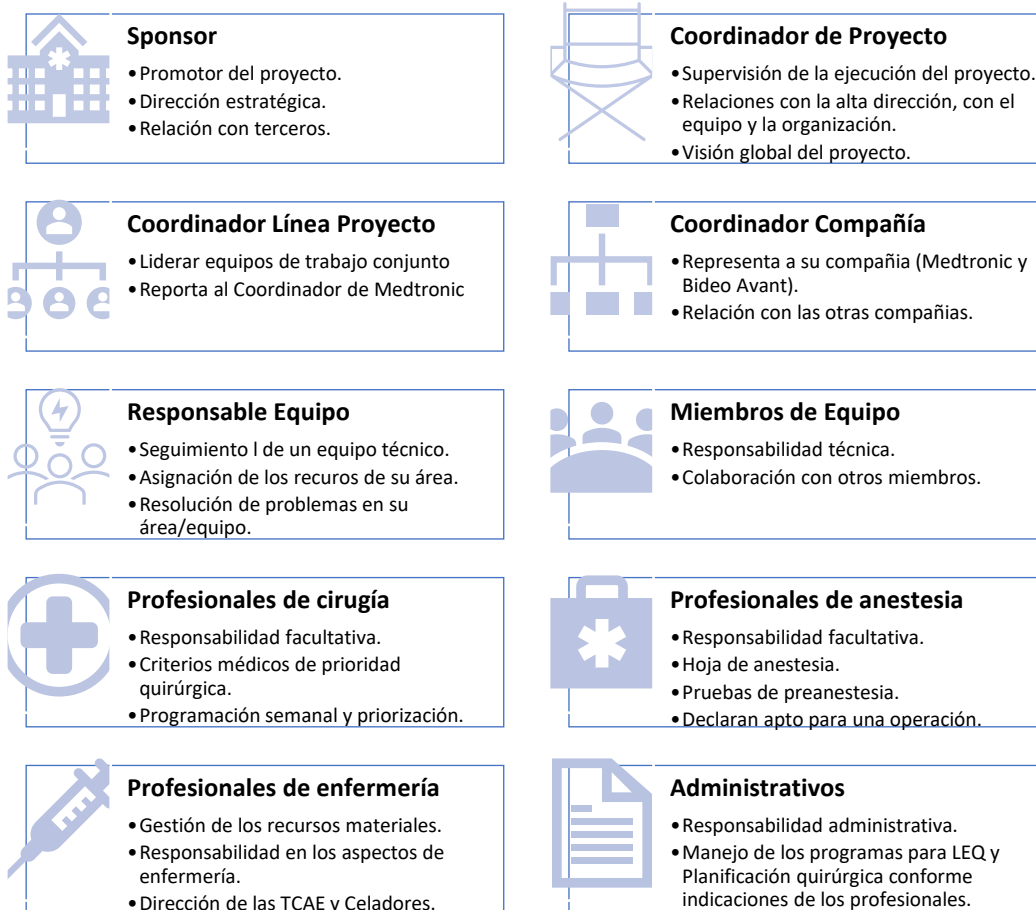 Sponsor
•Promotor del proyecto.
•Dirección estratégica.
•Relación con terceros.
Coordinador de Proyecto
•Supervisión de la ejecución del proyecto.
•Relaciones con la alta dirección, con el
equipo y la organización.
•Visión global del proyecto.
Coordinador Línea Proyecto
•Liderar equipos de trabajo conjunto
•Reporta al Coordinador de Medtronic
Coordinador Compañía
•Representa a su compañia (Medtronic y
Bideo Avant).
•Relación con las otras compañias.
Responsable Equipo
•Seguimiento l de un equipo técnico.
•Asignación de los recuros de su área.
•Resolución de problemas en su
área/equipo.
Miembros de Equipo
•Responsabilidad técnica.
•Colaboración con otros miembros.
Profesionales de cirugía
•Responsabilidad facultativa.
•Criterios médicos de prioridad
quirúrgica.
•Programación semanal y priorización.
Profesionales de anestesia
•Responsabilidad facultativa.
•Hoja de anestesia.
•Pruebas de preanestesia.
•Declaran apto para una operación.
Profesionales de enfermería
•Gestión de los recursos materiales.
•Responsabilidad en los aspectos de
enfermería.
•Dirección de las TCAE y Celadores.
Administrativos
•Responsabilidad administrativa.
•Manejo de los programas para LEQ y
Planificación quirúrgica conforme
indicaciones de los profesionales.